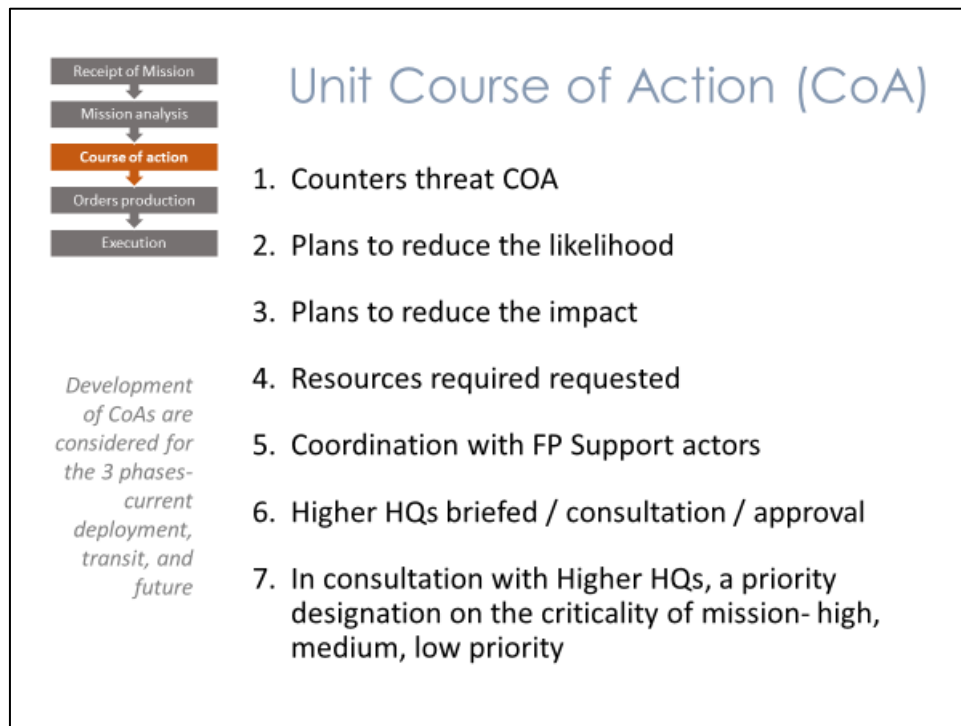 Receipt of Mission
Mission analysis
Course of action
Orders production
Execution
Unit Course of Action (CoA)
1. Counters threat COA
2. Plans to reduce the likelihood
3. Plans to reduce the impact
4. Resources required requested
5. Coordination with FP Support actors
6. Higher HQs briefed / consultation / approval
7. In consultation with Higher HQs, a priority
designation on the criticality of mission- high,
medium, low priority
Development
of CoAs are
considered for
the 3 phases-
current
deployment,
transit, and
future